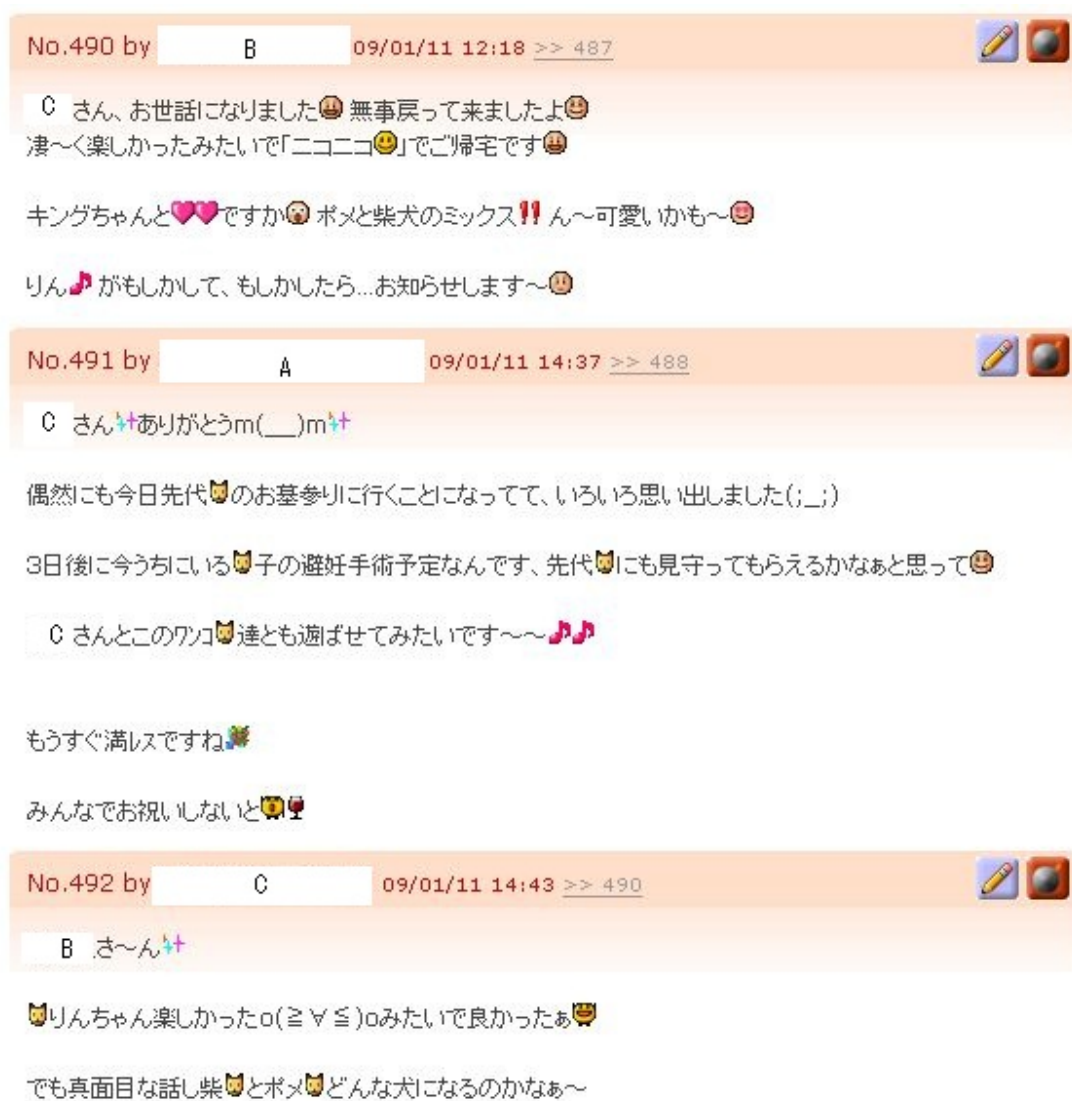 No.490 by B 09/01/11 12:18 >> 487
C さん、お世話になりました 無事戻って来ましたよ
凄～く楽しかったみたいで「ニコニコ」でご帰宅です
キングちゃんとですか ポメと柴犬のミックス!! ん～可愛いかも～
りん♪ がもしかして、もしかしたら...お知らせします～
No.491 by A 09/01/11 14:37 >> 488
C さんありがとうm(__)m
偶然にも今日先代のお墓参りに行くことになってて、いろいろ思い出しました(;_;)
3日後に今うちにいる子の避妊手術予定なんです、先代にも見守ってもらえるかなぁと思って
C さんとこのワンコ達とも遊ばせてみたいです～～♪♪
もうすぐ満レスですね
みんなでお祝いしないと
No.492 by C 09/01/11 14:43 >> 490
B さ～ん
りんちゃん楽しかったo(≧∀≦)oみたいで良かったぁ
でも真面目な話し柴とポメどんな犬になるのかなぁ～